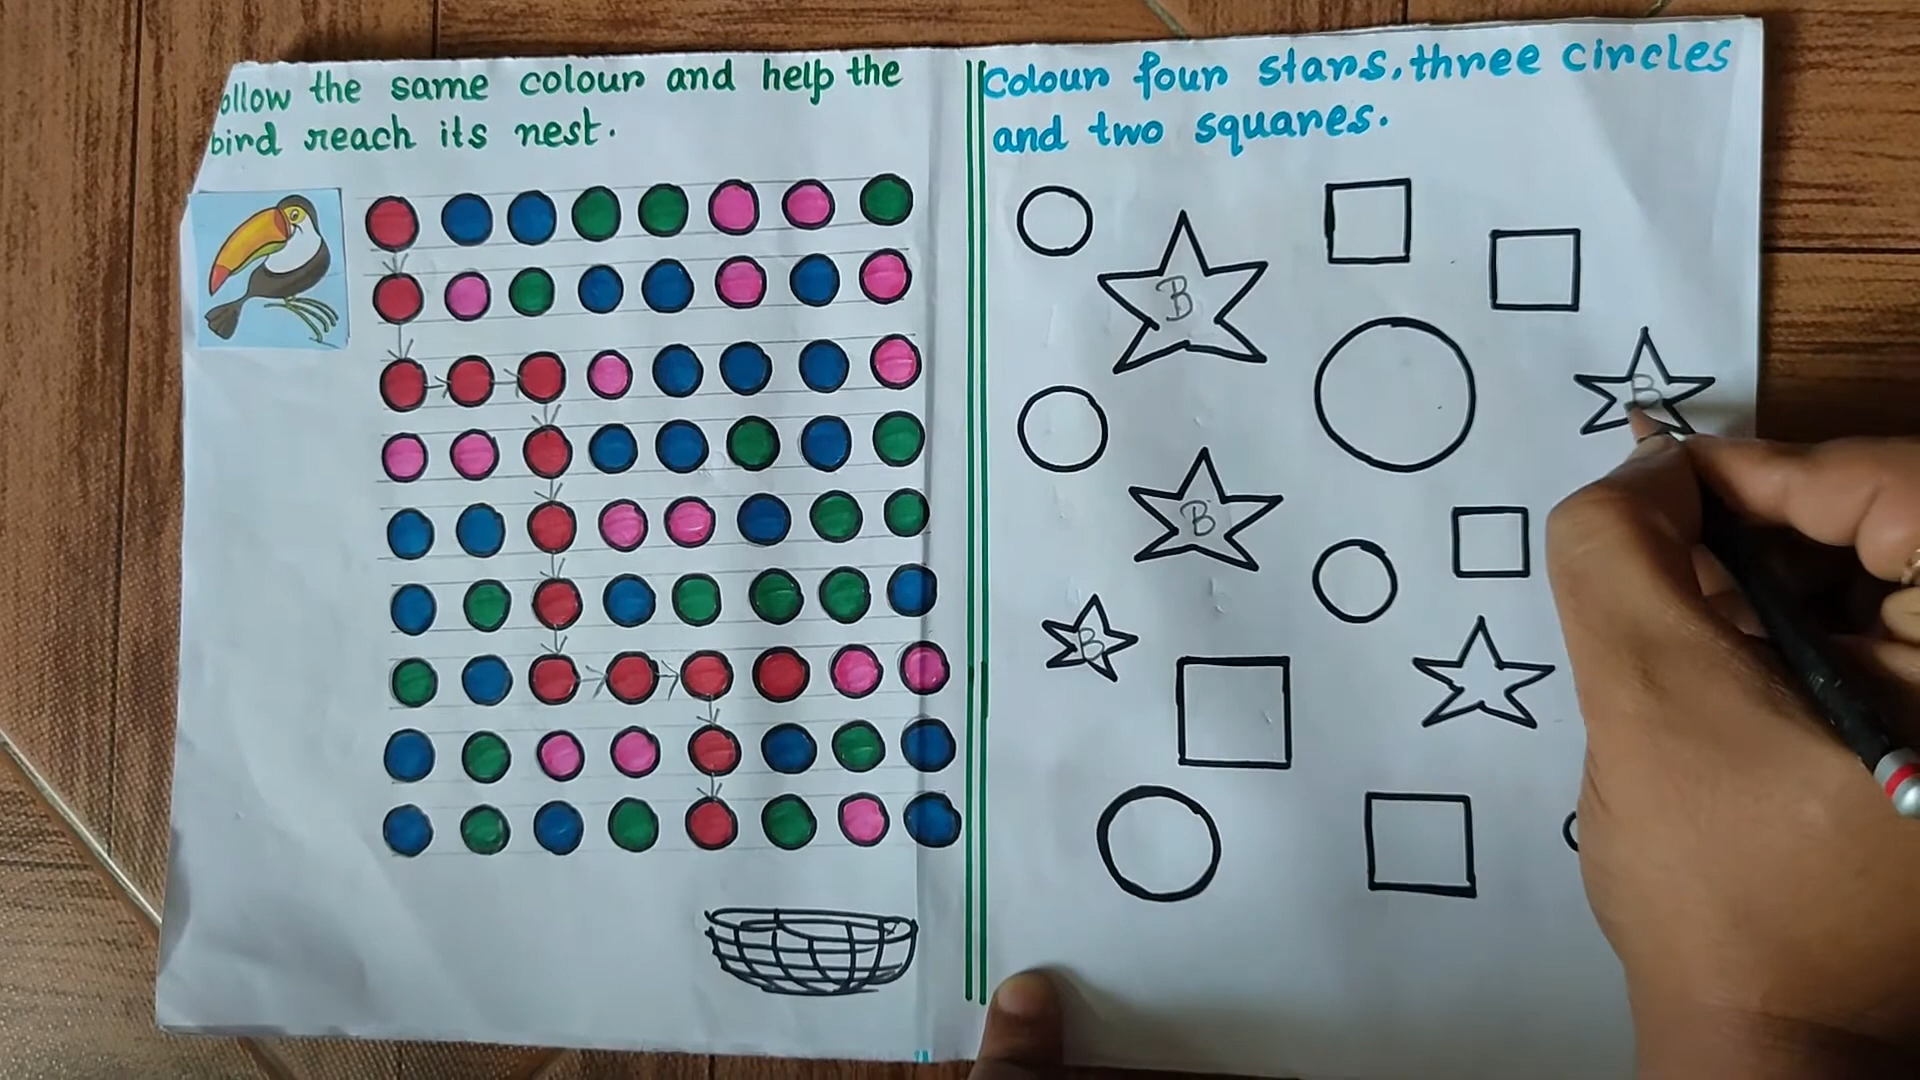 ollow the same colour and help the
bird reach its nest.
Colour four stars, three circles
and two squares.
B
B
B
B